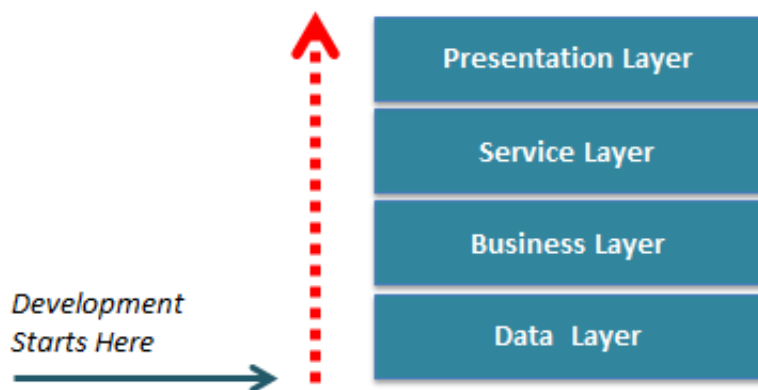 Presentation Layer
Service Layer
Business Layer
Development
Starts Here
Data Layer